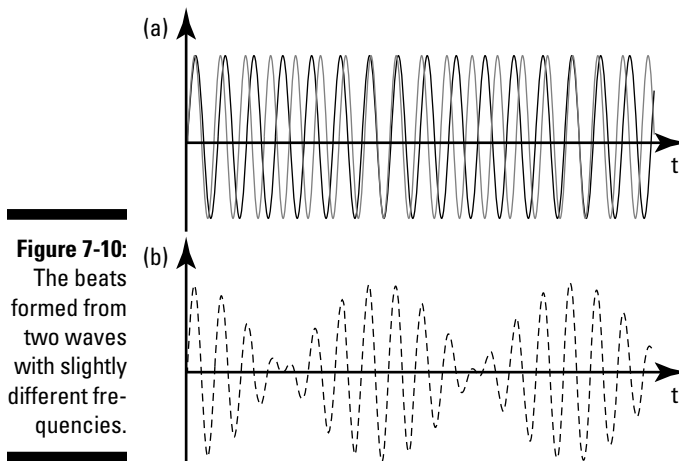 (a)
t
Figure 7-10:
The beats
formed from
two waves
with slightly
different fre-
quencies.
(b)
t